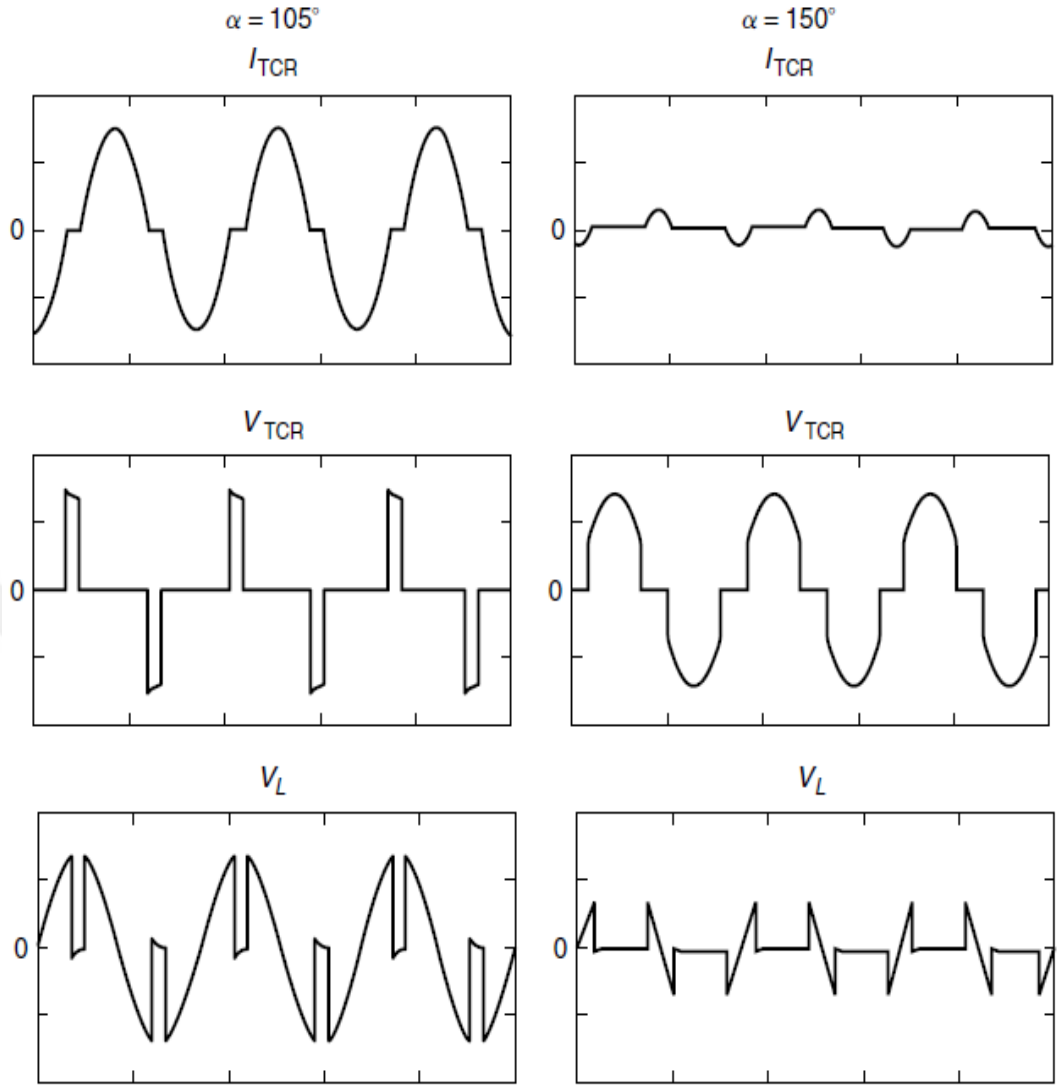 α = 105°
I_TCR
0
V_TCR
0
V_L
0
α = 150°
I_TCR
0
V_TCR
0
V_L
0